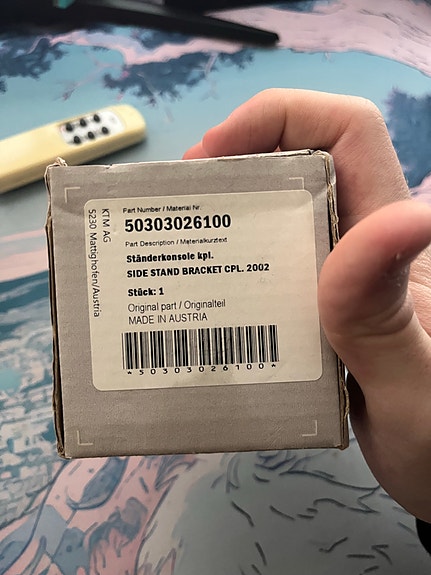 KTM AG
5230 Mattighofen/Austria
Part Number / Material Nr.
50303026100
Part Description / Materialkurztext
Ständerkonsole kpl.
SIDE STAND BRACKET CPL. 2002
Stück: 1
Original part / Originalteil
MADE IN AUSTRIA
*50303026100*